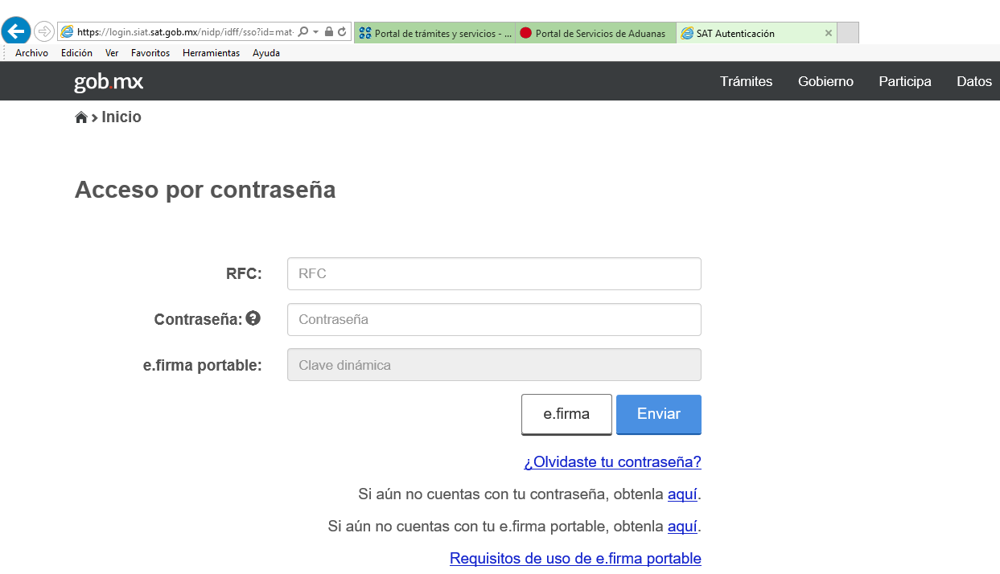 https://login.siat.sat.gob.mx/nidp/idff/sso?id=mat-
Portal de trámites y servicios - ...
Portal de Servicios de Aduanas
SAT Autenticación
Archivo Edición Ver Favoritos Herramientas Ayuda
gob.mx Trámites Gobierno Participa Datos
> Inicio
Acceso por contraseña
RFC: RFC
Contraseña: ? Contraseña
e.firma portable: Clave dinámica
e.firma Enviar
¿Olvidaste tu contraseña?
Si aún no cuentas con tu contraseña, obtenla aquí.
Si aún no cuentas con tu e.firma portable, obtenla aquí.
Requisitos de uso de e.firma portable